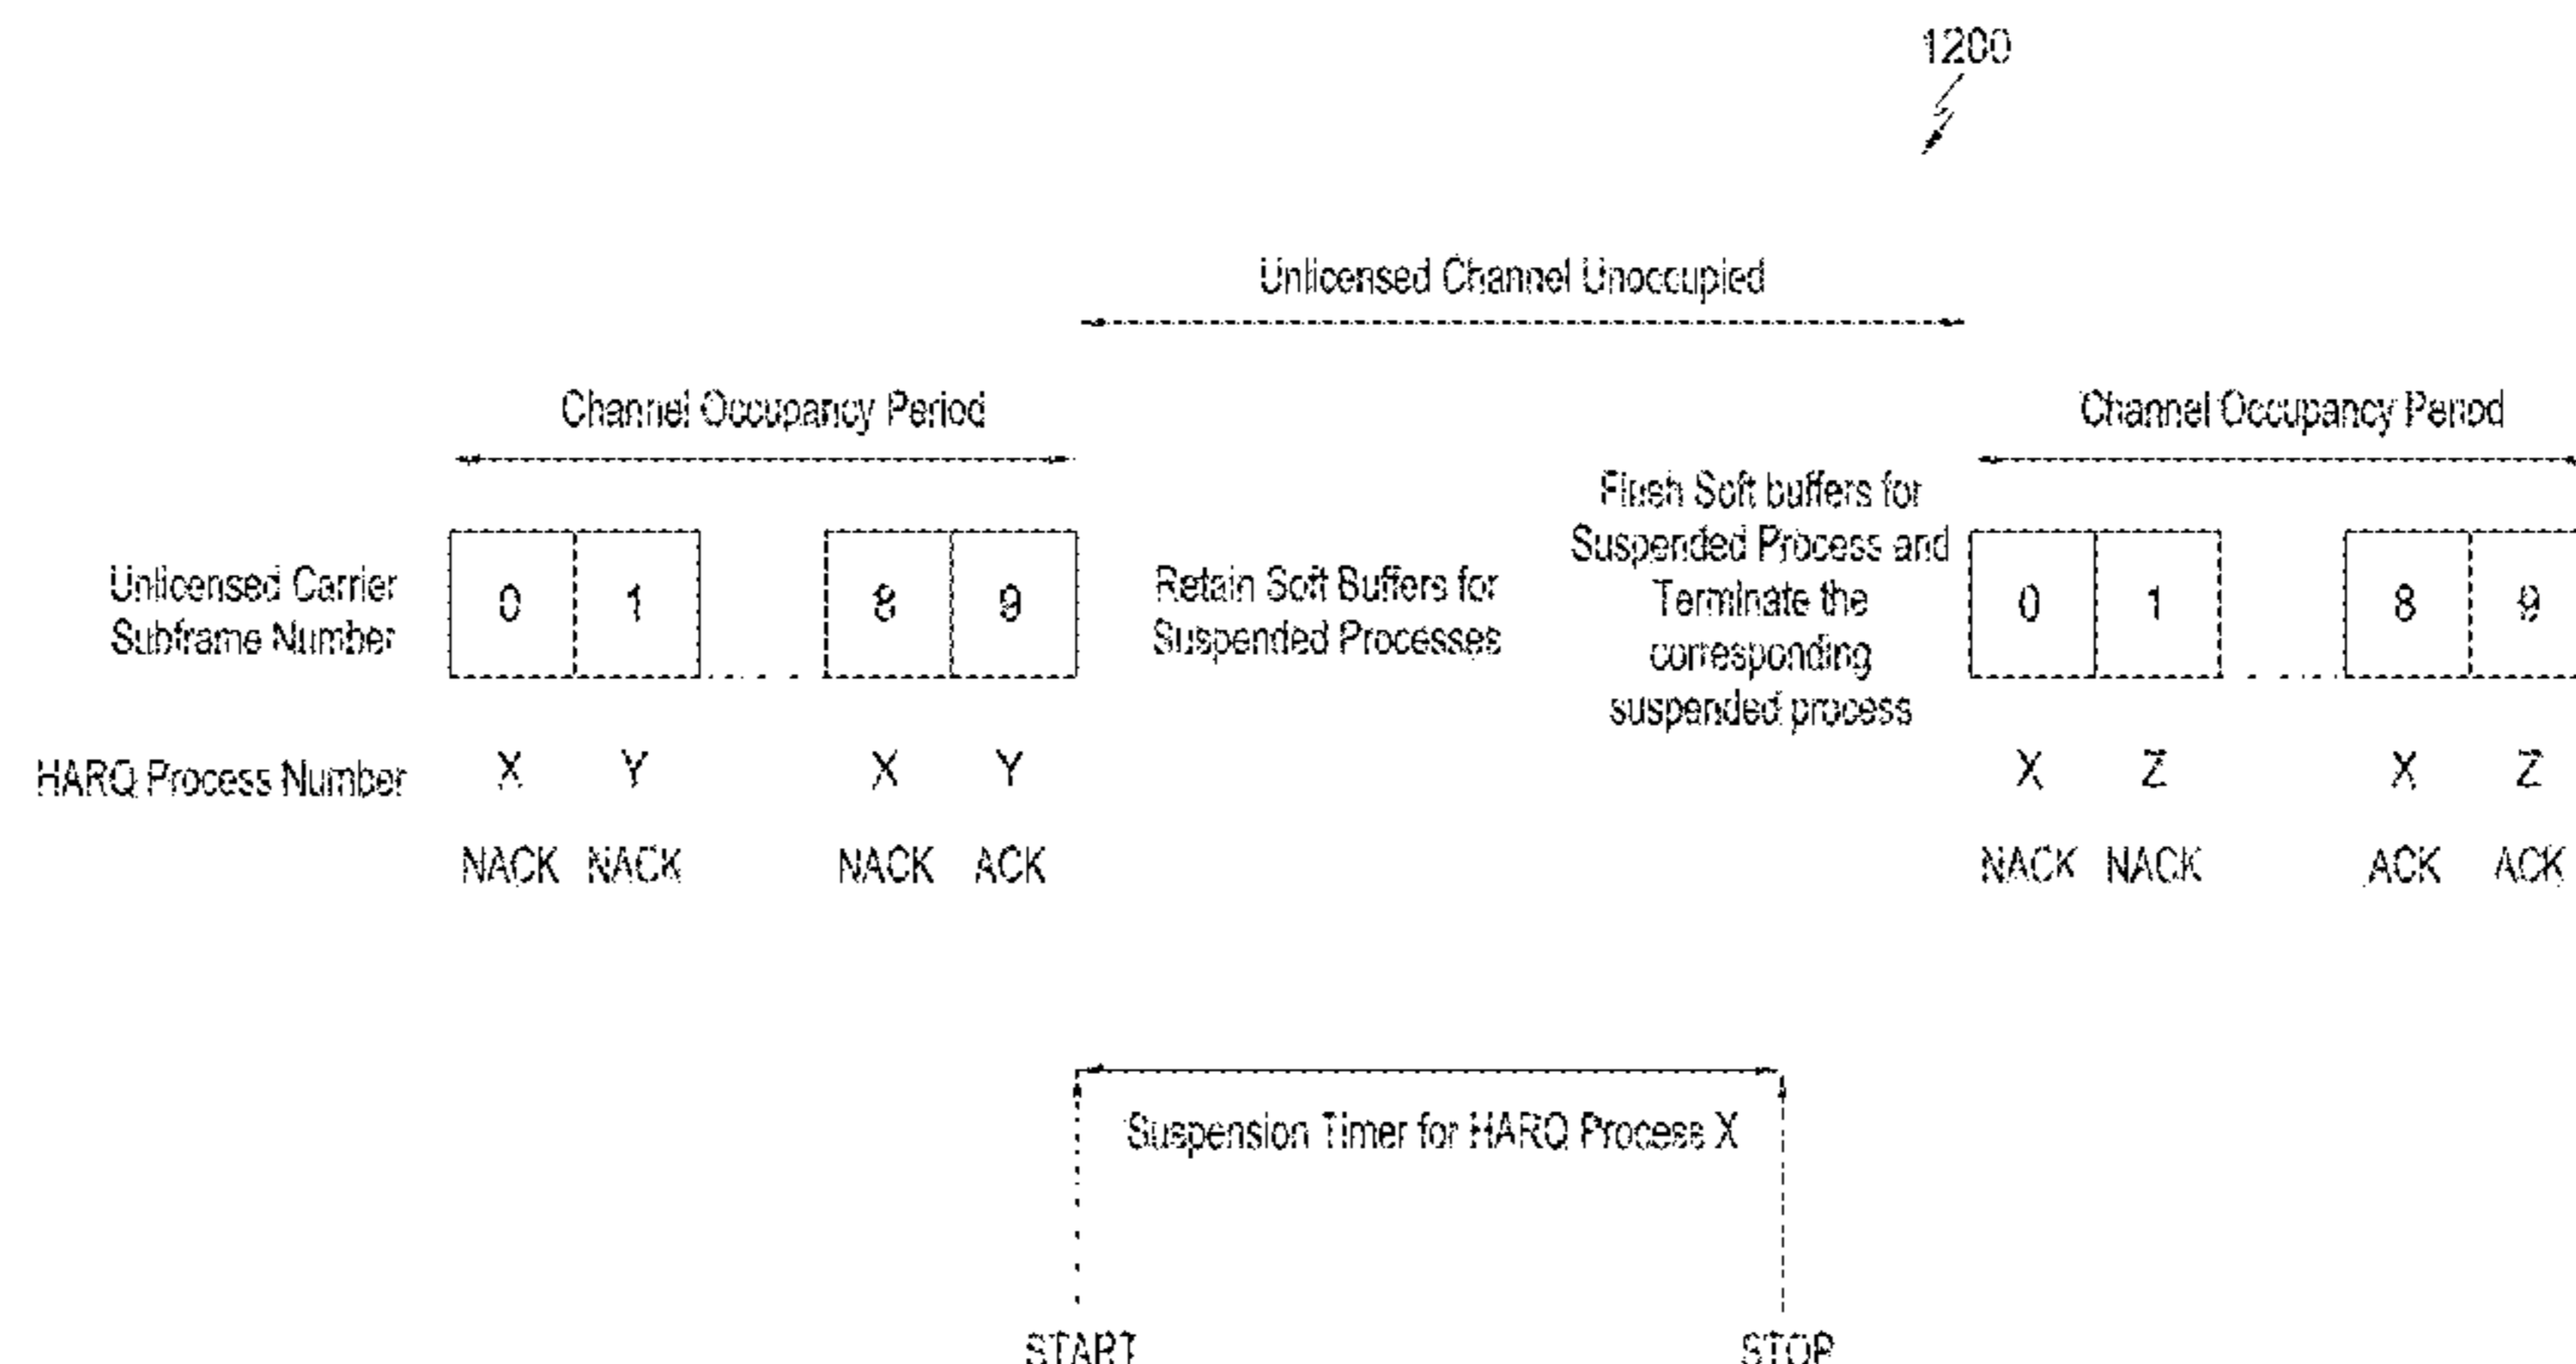 1200
Unlicensed Channel Unoccupied
Channel Occupancy Period
Channel Occupancy Period
Flush Soft buffers for
Suspended Process and
Terminate the
corresponding
suspended process
Unlicensed Carrier
Subframe Number
0 1 8 9
Retain Soft Buffers for
Suspended Processes
0 1 8 9
HARQ Process Number X Y X Y X Z X Z
NACK NACK NACK ACK NACK NACK ACK ACK
Suspension Timer for HARQ Process X
START STOP